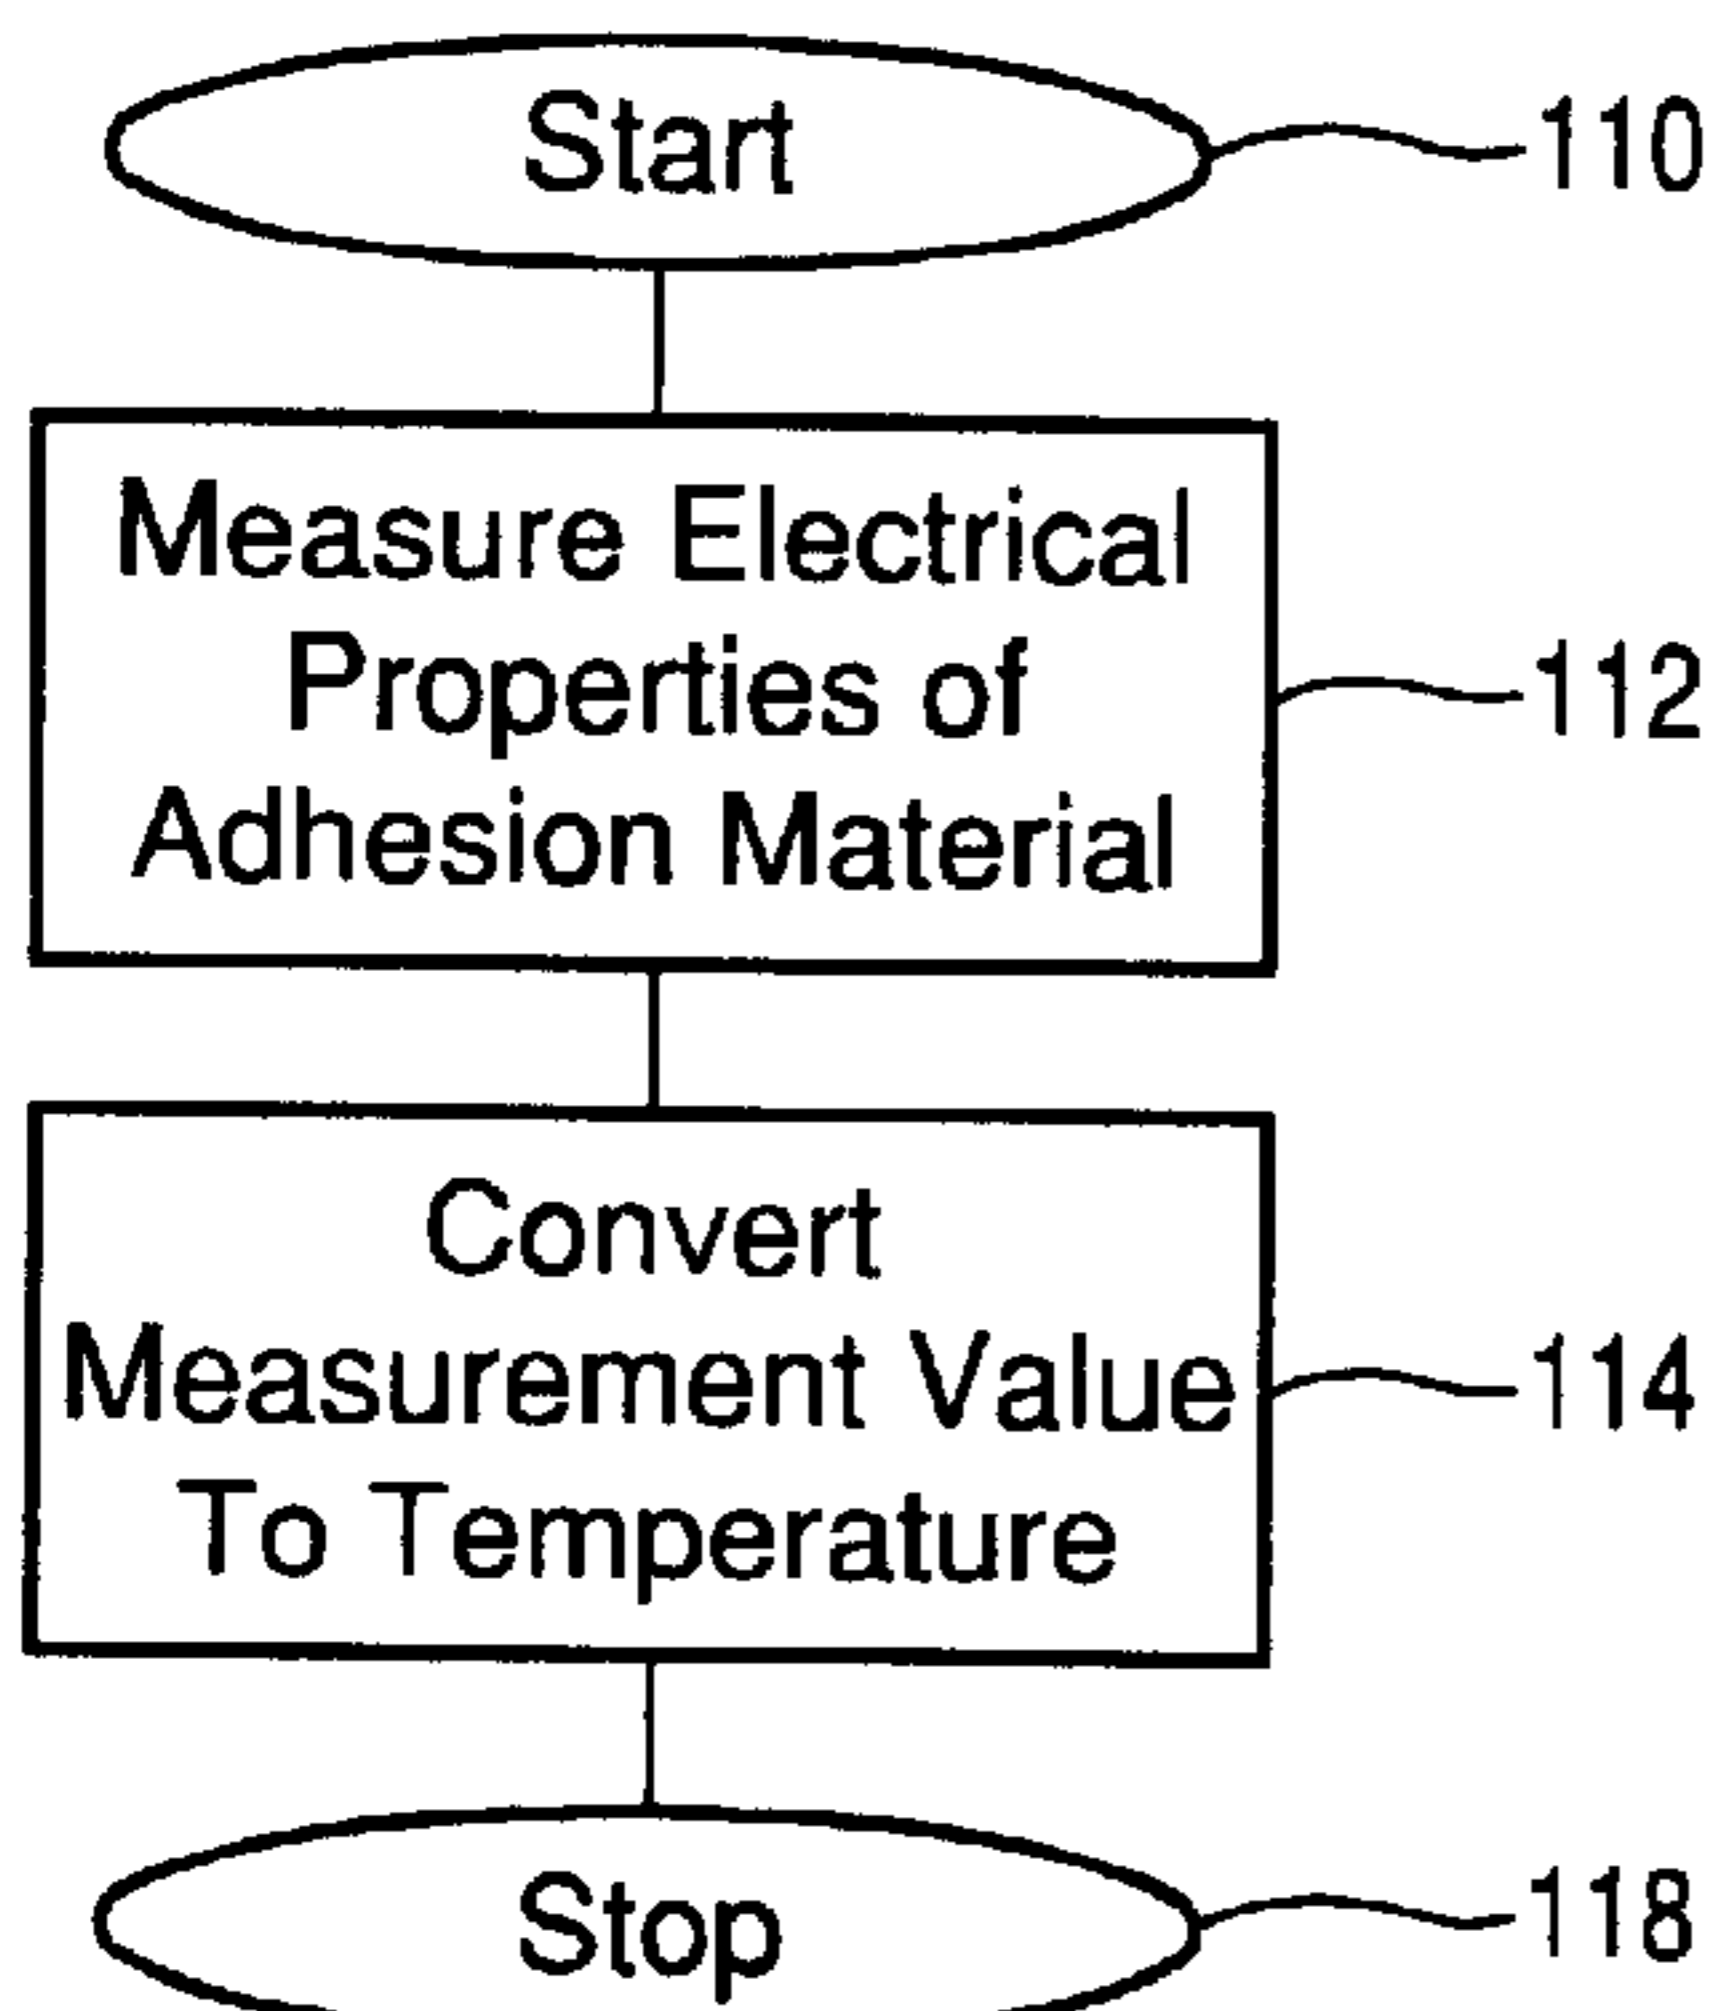 Start
110
Measure Electrical
Properties of
112
Adhesion Material
Convert
Measurement Value
114
To Temperature
Stop
118